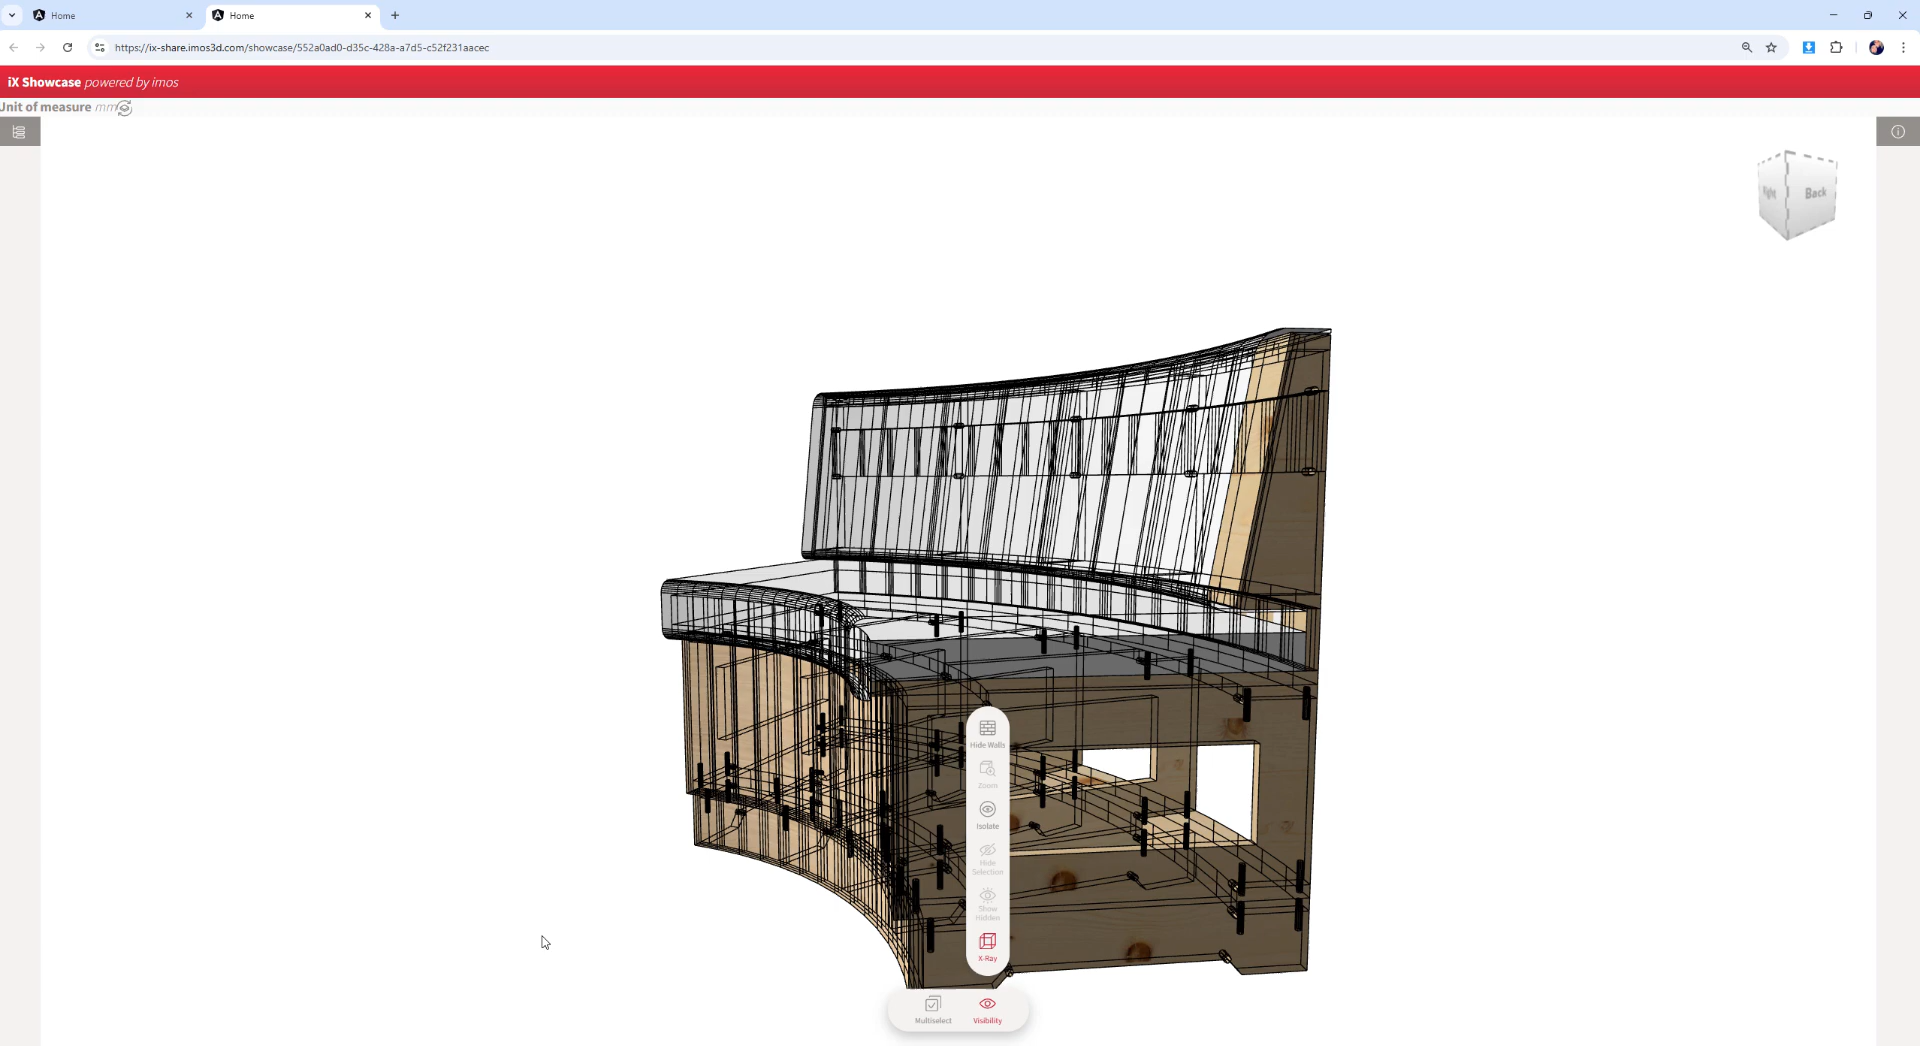 Home
Home
https://ix-share.imos3d.com/showcase/552a0ad0-d35c-428a-a7d5-c52f231aacec
iX Showcase powered by imos
Unit of measure mm
Right
Back
Hide Walls
Zoom
Isolate
Hide
Selection
Show
Hidden
X-Ray
Multiselect
Visibility